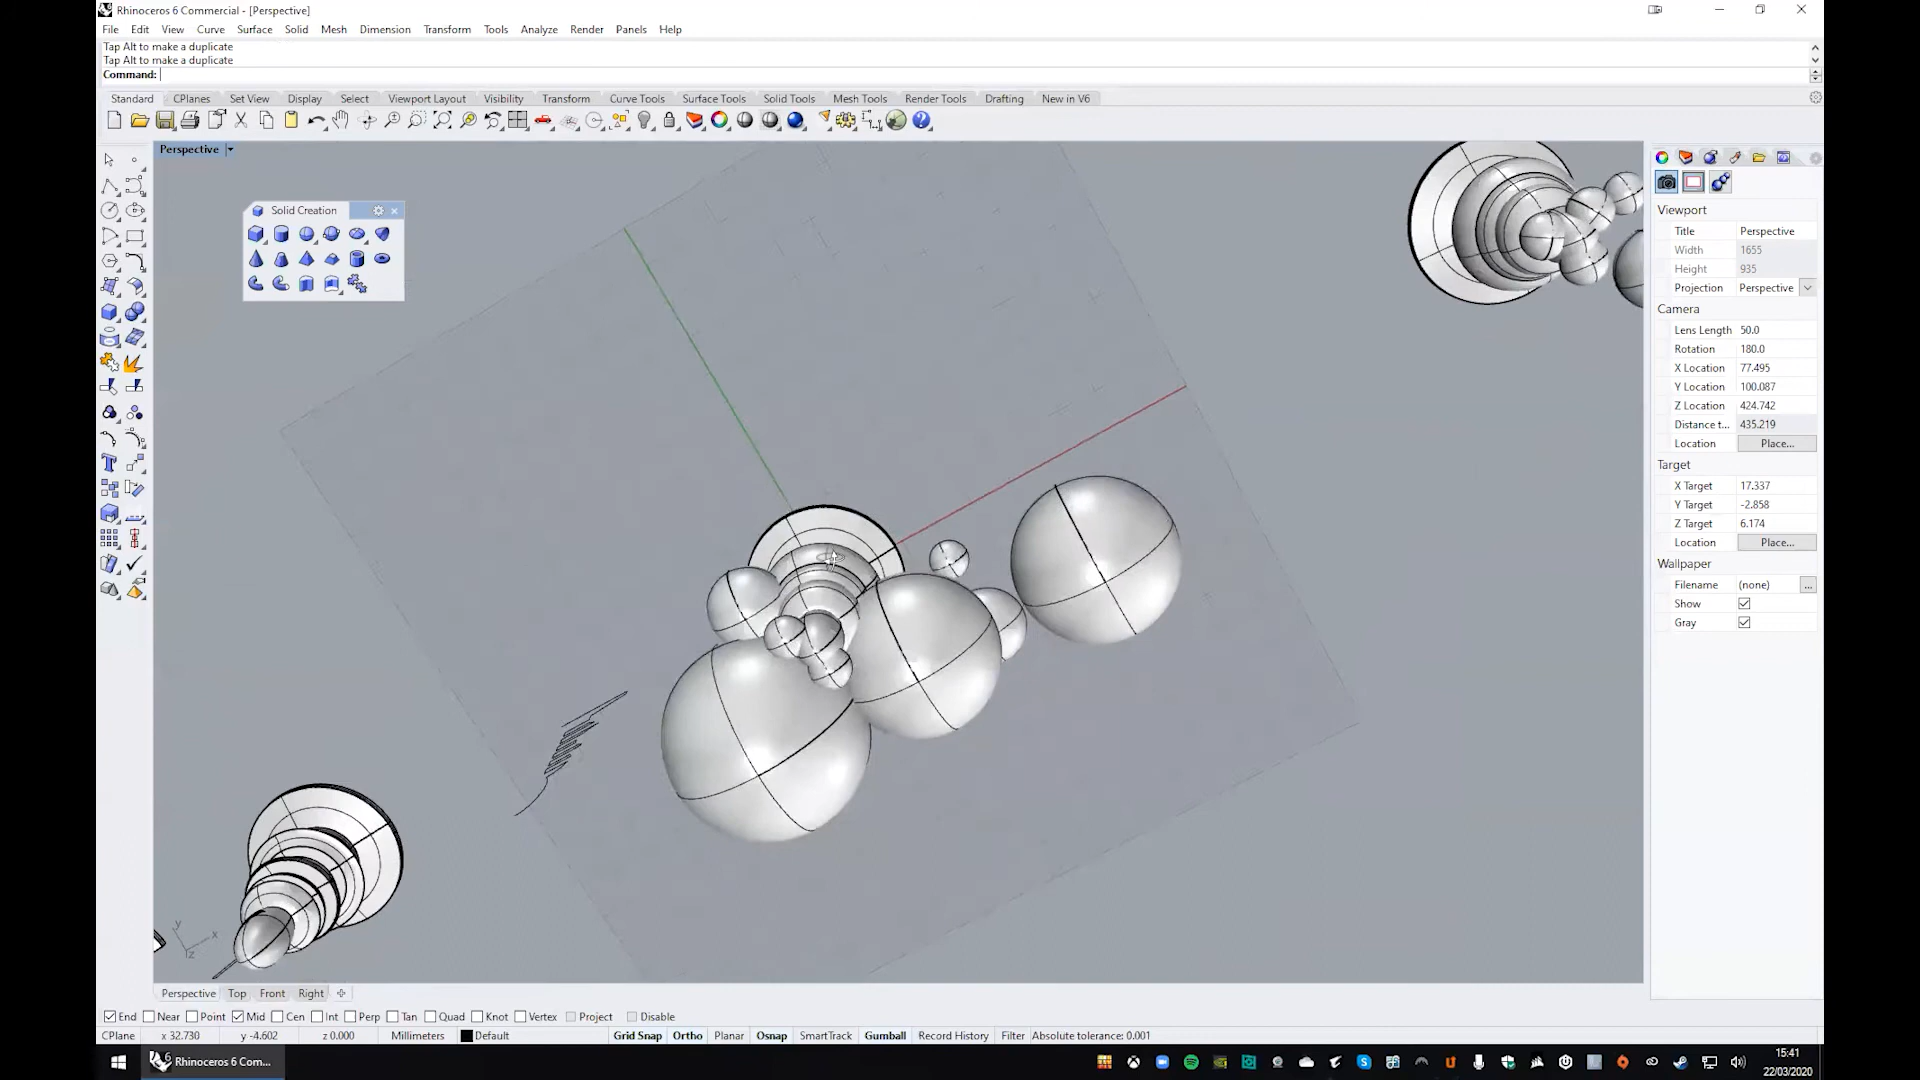 Rhinoceros 6 Commercial - [Perspective]
File Edit View Curve Surface Solid Mesh Dimension Transform Tools Analyze Render Panels Help
Tap Alt to make a duplicate
Tap Alt to make a duplicate
Command:
Standard CPlanes Set View Display Select Viewport Layout Visibility Transform Curve Tools Surface Tools Solid Tools Mesh Tools Render Tools Drafting New in V6
Perspective
Solid Creation
Viewport
Title Perspective
Width 1655
Height 935
Projection Perspective
Camera
Lens Length 50.0
Rotation 180.0
X Location 77.495
Y Location 100.087
Z Location 424.742
Distance t... 435.219
Location Place...
Target
X Target 17.337
Y Target -2.858
Z Target 6.174
Location Place...
Wallpaper
Filename (none) ...
Show
Gray
y x z
Perspective Top Front Right
End Near Point Mid Cen Int Perp Tan Quad Knot Vertex Project Disable
CPlane x 32.730 y -4.602 z 0.000 Millimeters Default Grid Snap Ortho Planar Osnap SmartTrack Gumball Record History Filter Absolute tolerance: 0.001
Rhinoceros 6 Com...
15:41
22/03/2020